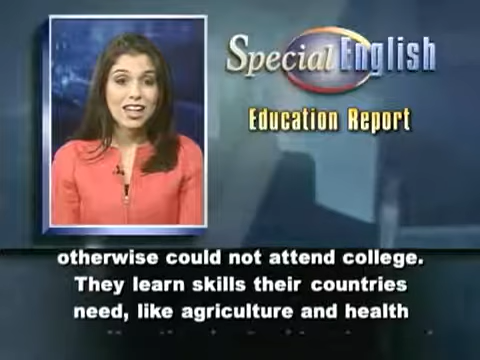 Special English
Education Report
otherwise could not attend college.
They learn skills their countries
need, like agriculture and health